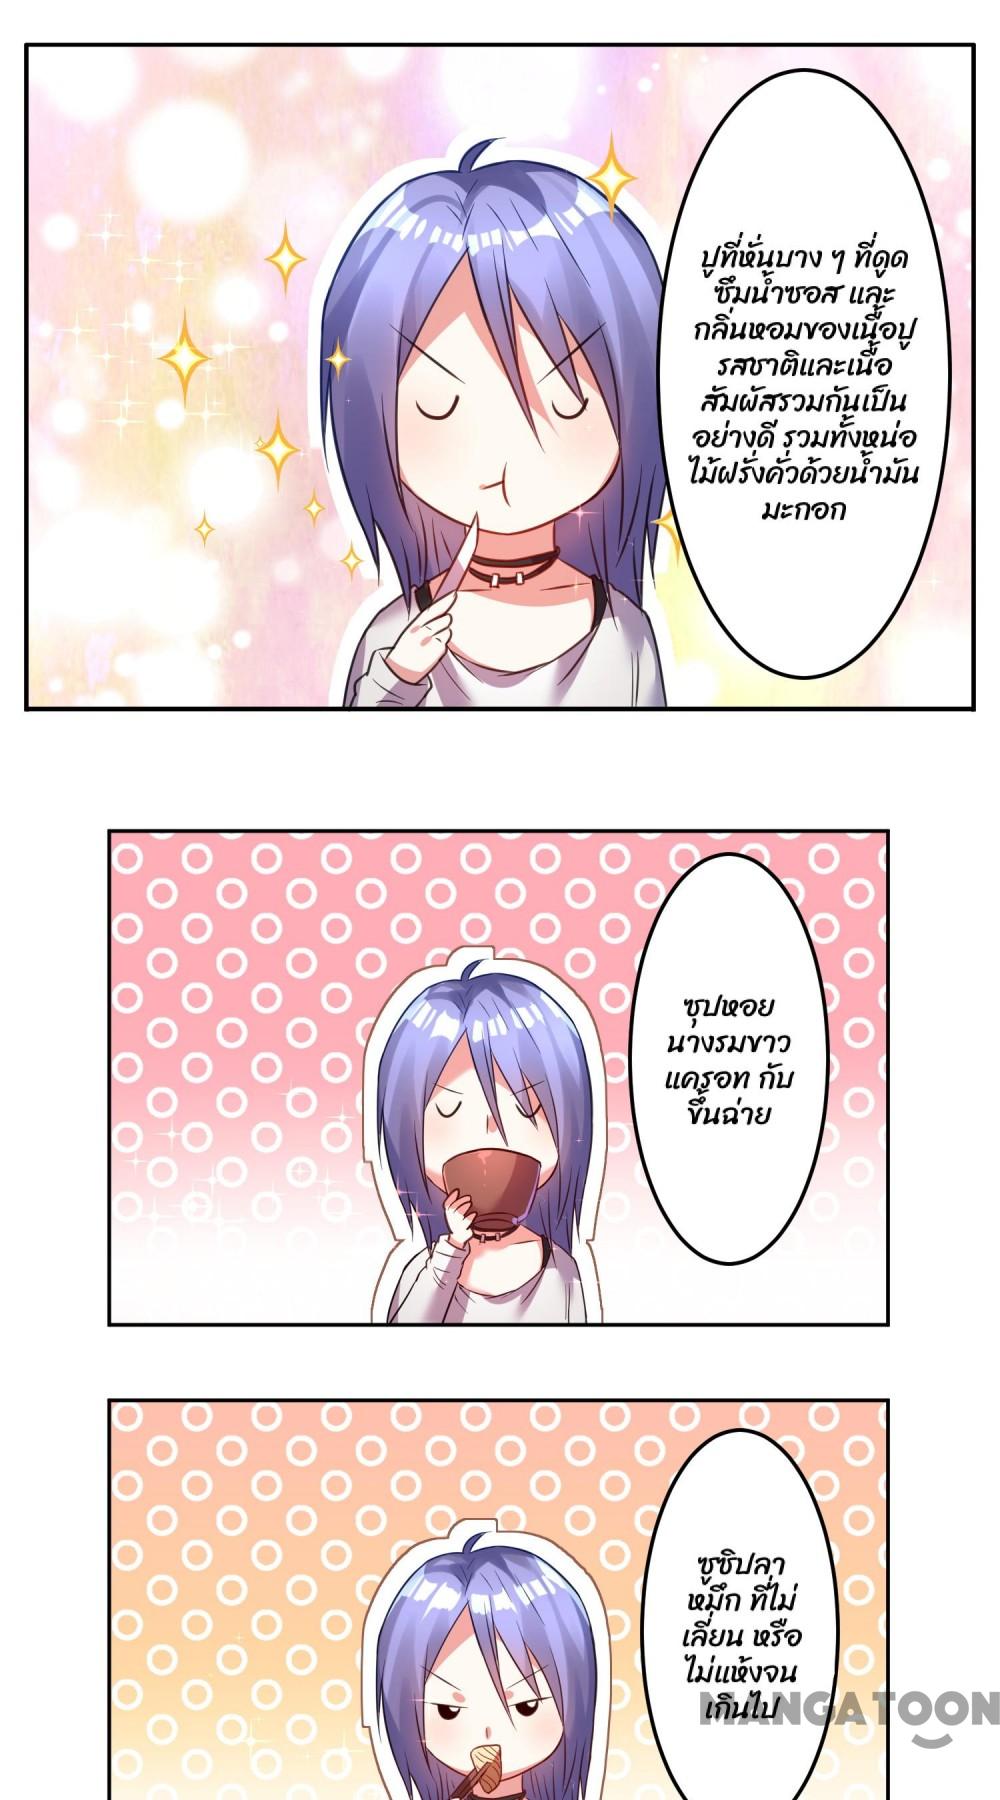 ปูที่หั่นบาง ๆ ที่ดูด
ซึมน้ำซอส และ
กลิ่นหอมของเนื้อปู
รสชาติและเนื้อ
สัมผัสรวมกันเป็น
อย่างดี รวมทั้งหน่อ
ไม้ฝรั่งคั่วด้วยน้ำมัน
มะกอก
ซุปหอย
นางรมขาว
แครอท กับ
ขึ้นฉ่าย
ซูชิปลา
หมึก ที่ไม่
เลี่ยน หรือ
ไม่แห้งจน
เกินไป
MANGATOON